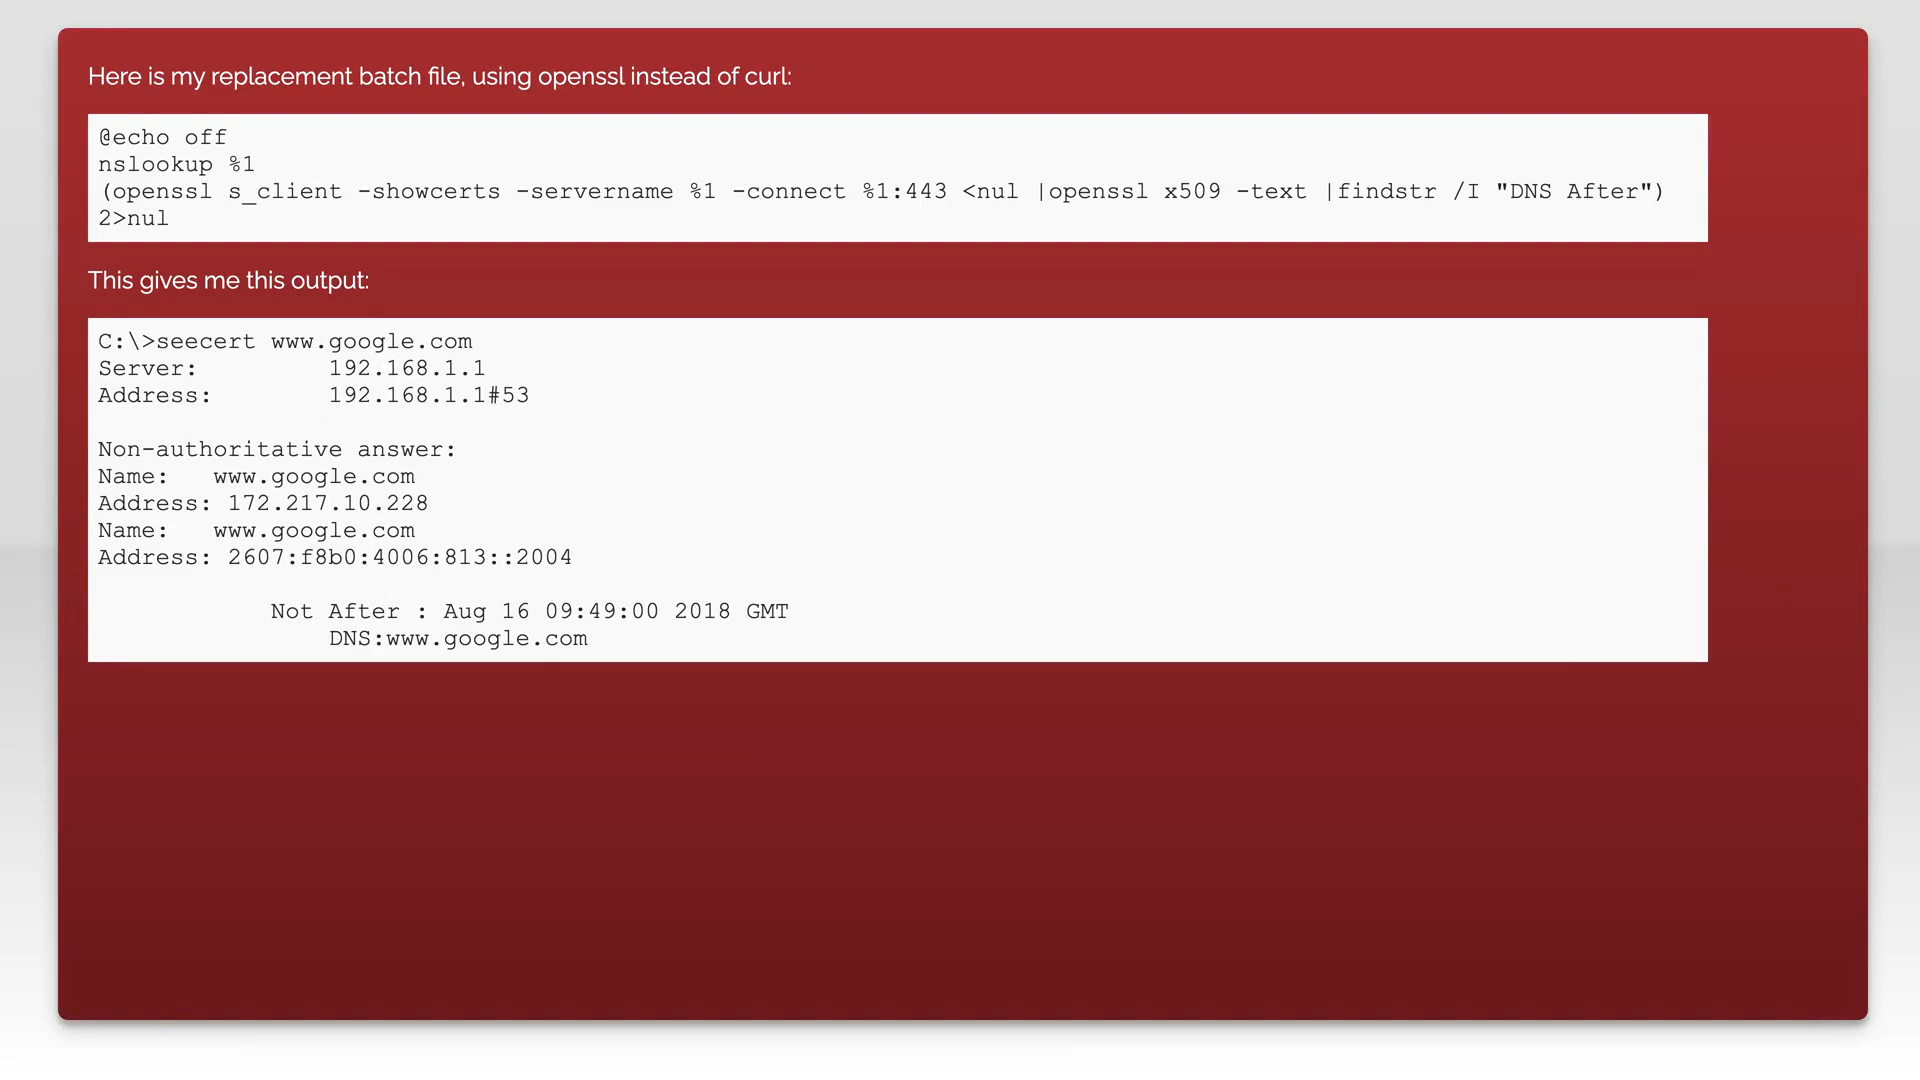 Here is my replacement batch file, using openssl instead of curl:
@echo off
nslookup %1
(openssl s_client -showcerts -servername %1 -connect %1:443 <nul |openssl x509 -text |findstr /I "DNS After")
2>nul
This gives me this output:
C:\>seecert www.google.com
Server:         192.168.1.1
Address:        192.168.1.1#53
Non-authoritative answer:
Name:   www.google.com
Address: 172.217.10.228
Name:   www.google.com
Address: 2607:f8b0:4006:813::2004
            Not After : Aug 16 09:49:00 2018 GMT
                DNS:www.google.com